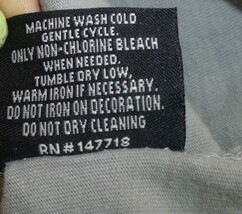 MACHINE WASH COLD
GENTLE CYCLE.
ONLY NON-CHLORINE BLEACH
WHEN NEEDED.
TUMBLE DRY LOW,
WARM IRON IF NECESSARY.
DO NOT IRON ON DECORATION.
DO NOT DRY CLEANING
RN#147718